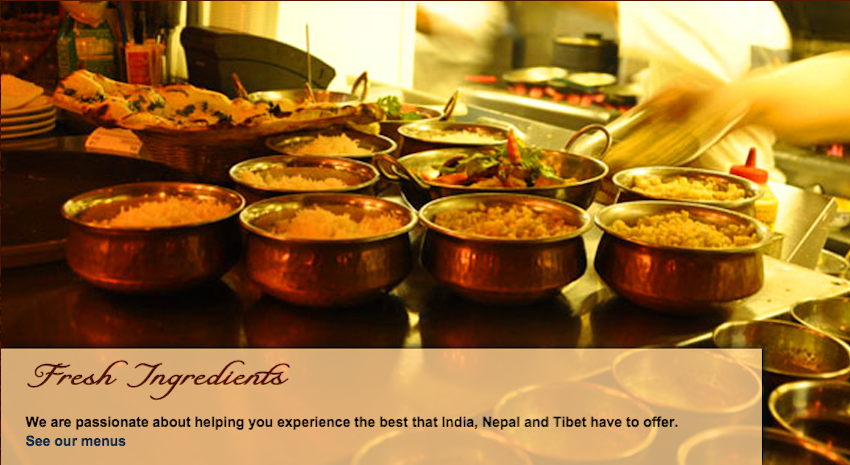 Fresh Ingredients
We are passionate about helping you experience the best that India, Nepal and Tibet have to offer.
See our menus